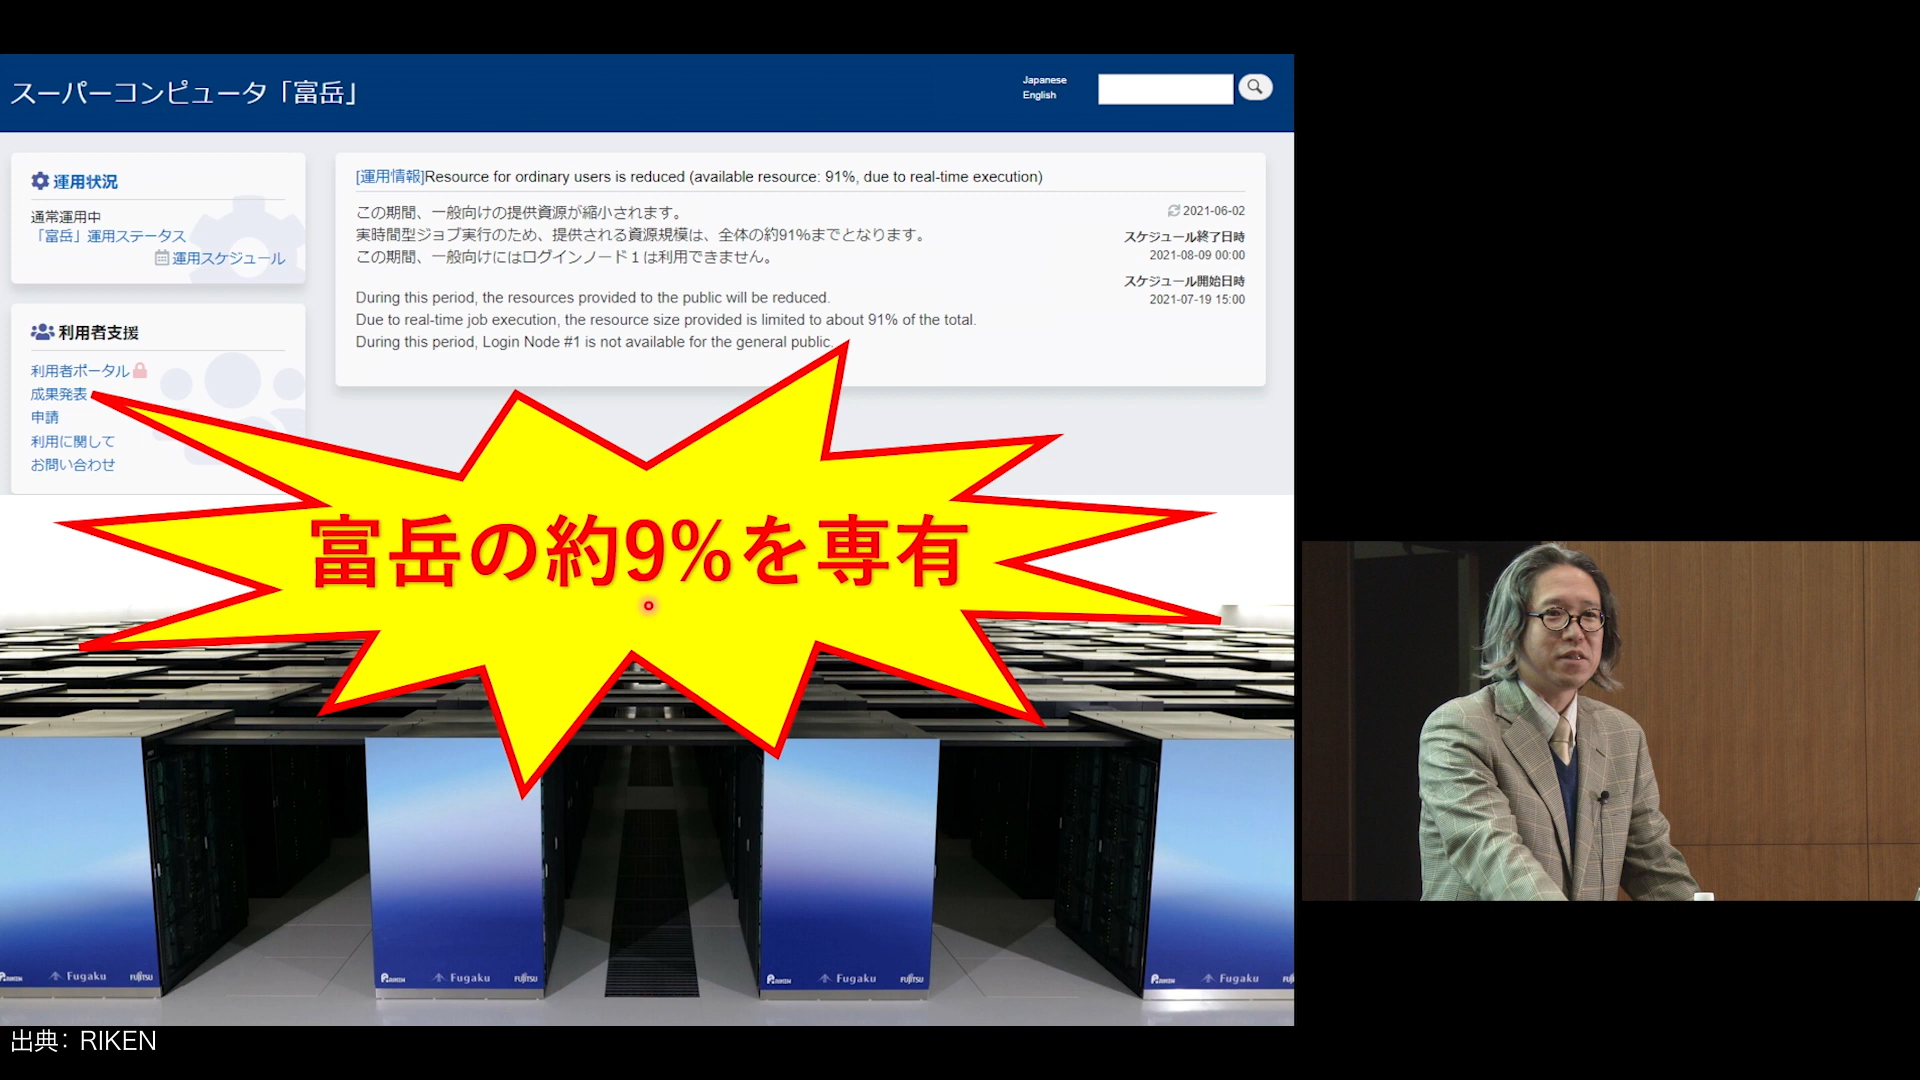 スーパーコンピュータ「富岳」
Japanese
English
運用状況
通常運用中
「富岳」運用ステータス
運用スケジュール
利用者支援
利用者ポータル
成果発表
申請
利用に関して
お問い合わせ
[運用情報]Resource for ordinary users is reduced (available resource: 91%, due to real-time execution)
この期間、一般向けの提供資源が縮小されます。
実時間型ジョブ実行のため、提供される資源規模は、全体の約91%までとなります。
この期間、一般向けにはログインノード１は利用できません。
During this period, the resources provided to the public will be reduced.
Due to real-time job execution, the resource size provided is limited to about 91% of the total.
During this period, Login Node #1 is not available for the general public.
2021-06-02
スケジュール終了日時
2021-08-09 00:00
スケジュール開始日時
2021-07-19 15:00
富岳の約9%を専有
RIKEN Fugaku FUJITSU
RIKEN Fugaku FUJITSU
RIKEN Fugaku FUJITSU
RIKEN Fugaku
出典：RIKEN